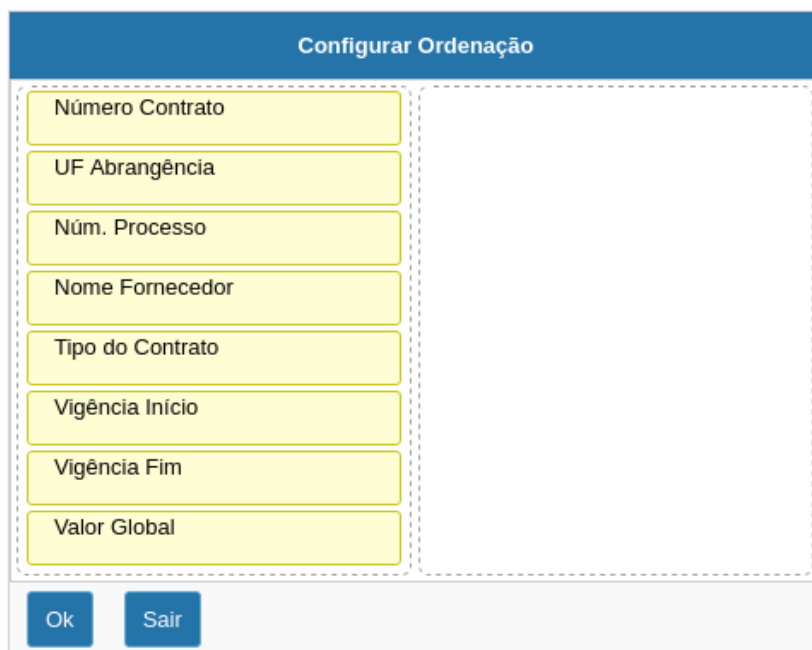 Configurar Ordenação
Número Contrato
UF Abrangência
Núm. Processo
Nome Fornecedor
Tipo do Contrato
Vigência Início
Vigência Fim
Valor Global
Ok Sair